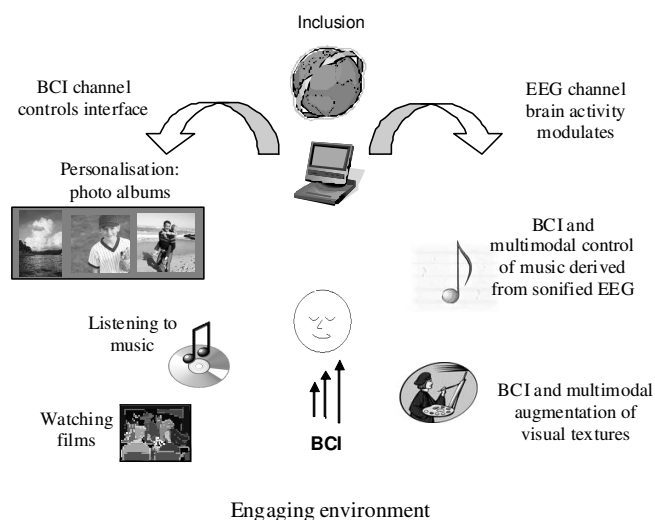 Inclusion
BCI channel
controls interface
EEG channel
brain activity
modulates
Personalisation:
photo albums
BCI and
multimodal control
of music derived
from sonified EEG
Listening to
music
Watching
films
BCI
BCI and multimodal
augmentation of
visual textures
Engaging environment